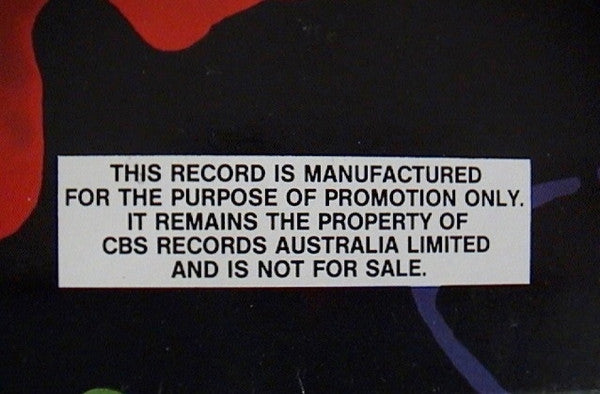 THIS RECORD IS MANUFACTURED
FOR THE PURPOSE OF PROMOTION ONLY.
IT REMAINS THE PROPERTY OF
CBS RECORDS AUSTRALIA LIMITED
AND IS NOT FOR SALE.